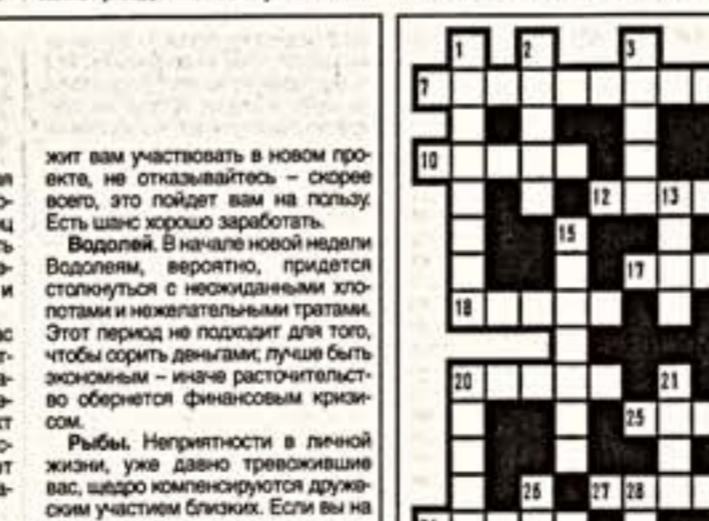 жит вам участвовать в новом про-
екте, не отказывайтесь – скорее
всего, это пойдет вам на пользу.
Есть шанс хорошо заработать.
Водолей. В начале новой недели
Водолеям, вероятно, придется
столкнуться с неожиданными хло-
потами и нежелательными тратами.
Этот период не подходит для того,
чтобы сорить деньгами; лучше быть
экономным – иначе расточительст-
во обернется финансовым кризи-
сом.
Рыбы. Неприятности в личной
жизни, уже давно тревожившие
вас, щедро компенсируются друже-
ским участием близких. Если вы на
1 2 3
7
10
12 13
15
17
18
20 21
25
26 27 28